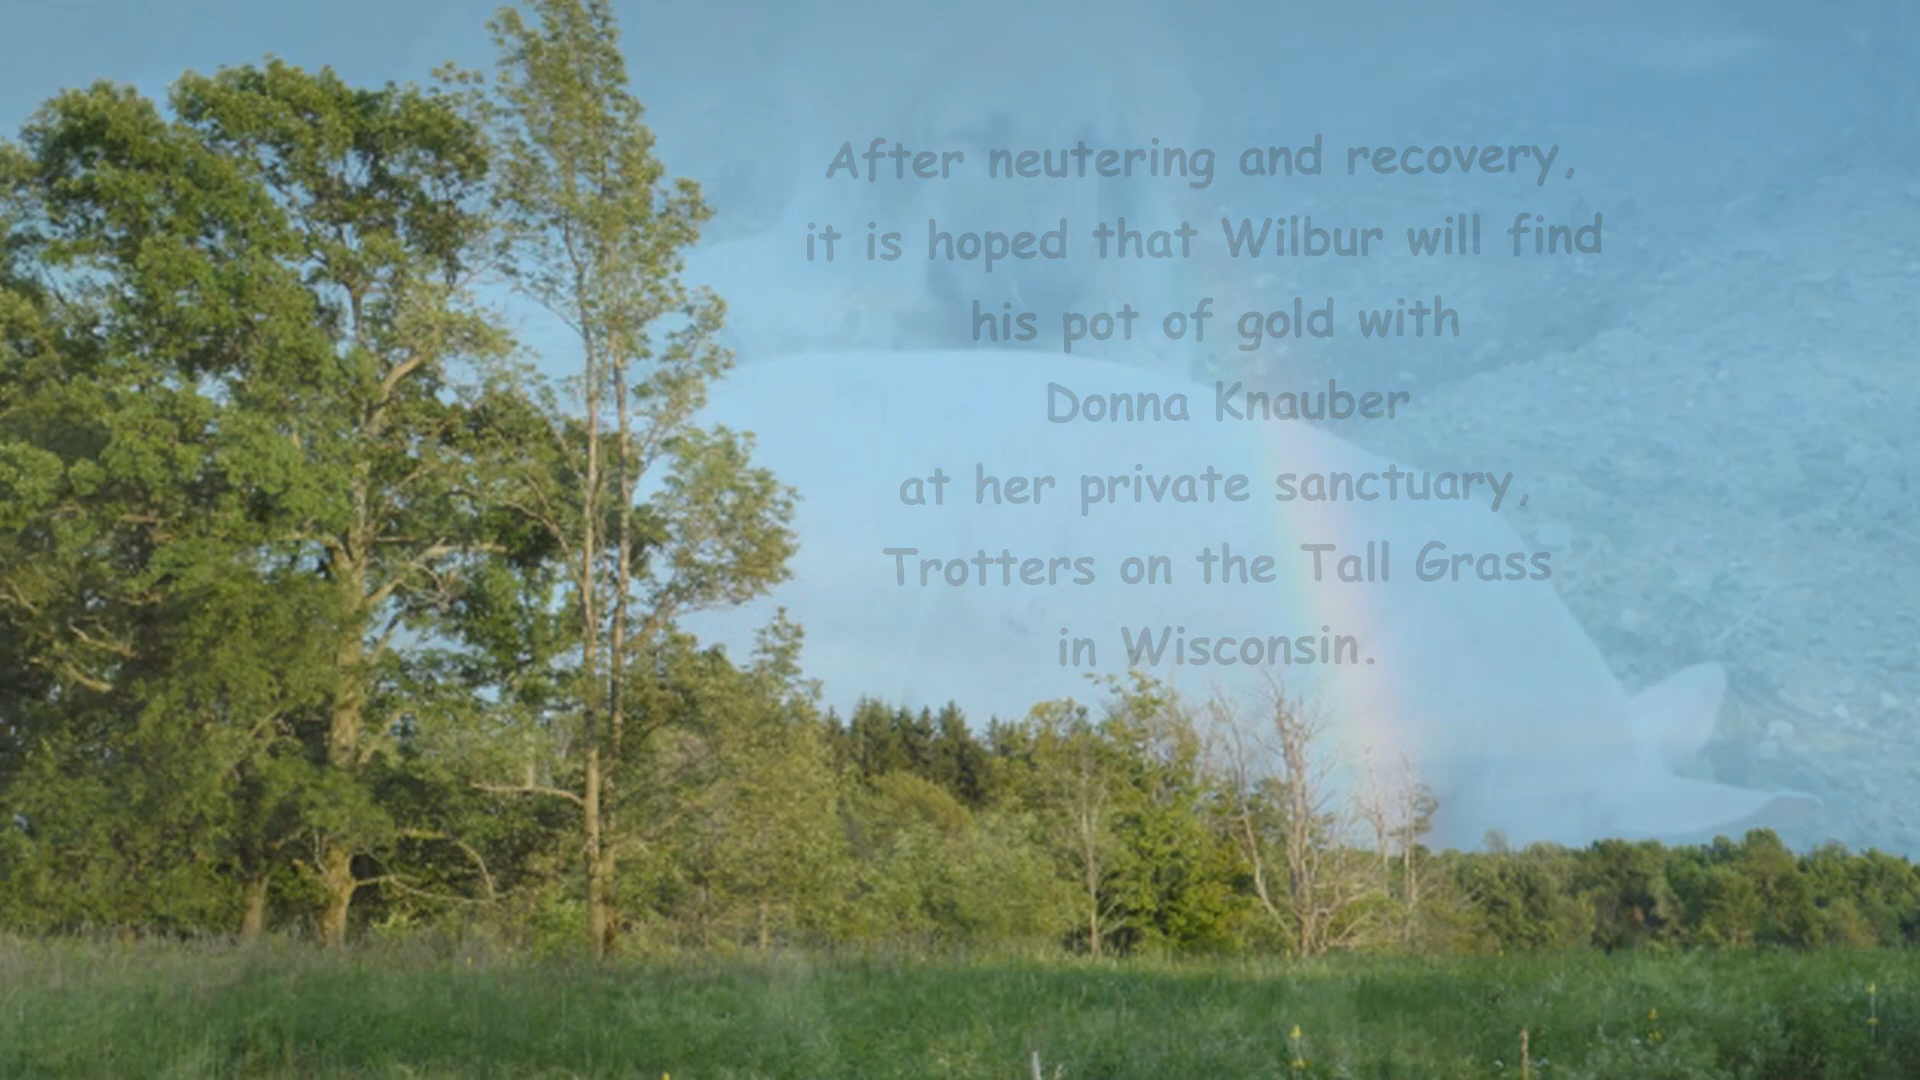 After neutering and recovery,
it is hoped that Wilbur will find
his pot of gold with
Donna Knauber
at her private sanctuary,
Trotters on the Tall Grass
in Wisconsin.